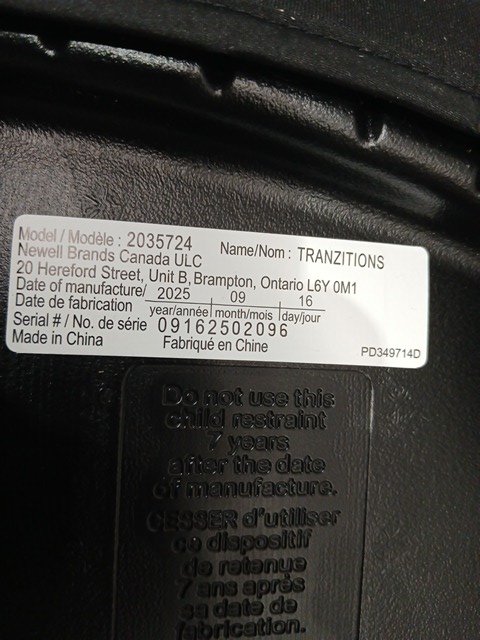 Model / Modèle : 2035724 Name/Nom : TRANZITIONS
Newell Brands Canada ULC
20 Hereford Street, Unit B, Brampton, Ontario L6Y 0M1
Date of manufacture/ 2025 09 16
Date de fabrication year/année month/mois day/jour
Serial # / No. de série 09162502096
Made in China Fabriqué en Chine PD349714D
Do not use this
child restraint
7 years
after the date
of manufacture.
CESSER d'utiliser
ce dispositif
de retenue
7 ans après
sa date de
fabrication.